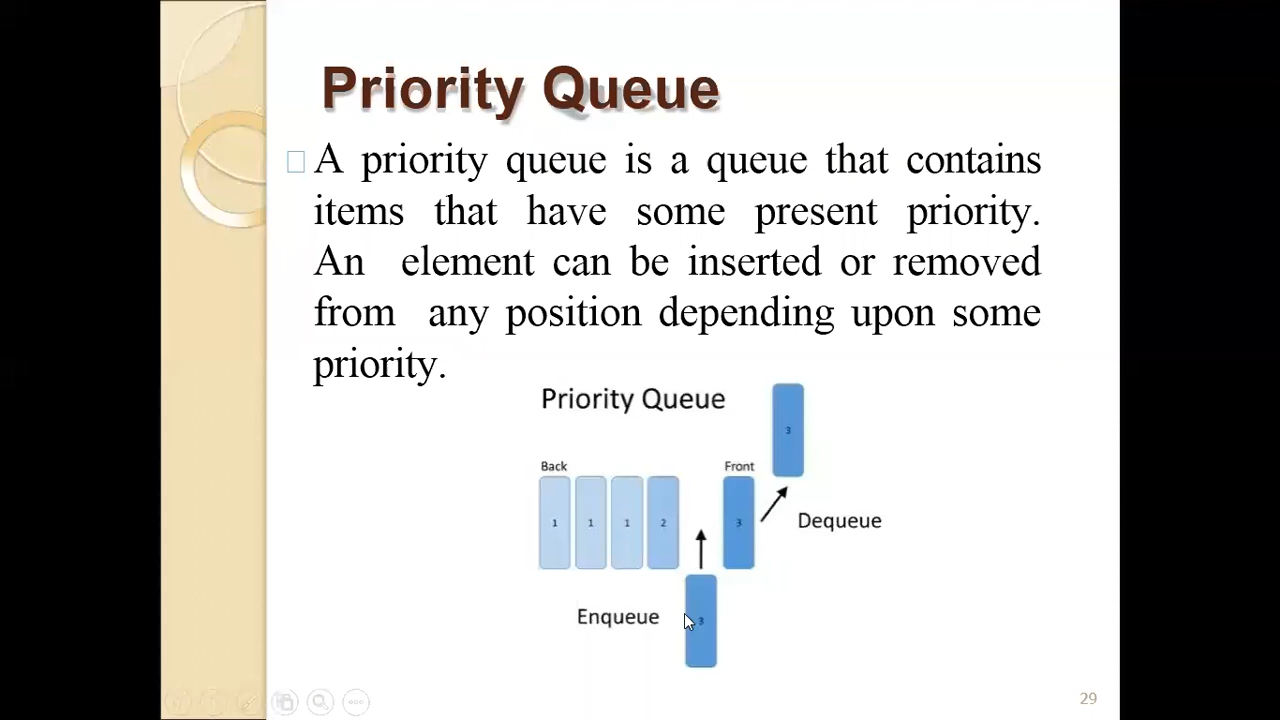 Priority Queue
A priority queue is a queue that contains
items that have some present priority.
An element can be inserted or removed
from any position depending upon some
priority.
Priority Queue
3
Back
Front
1 1 1 2 3
Dequeue
Enqueue
3
29